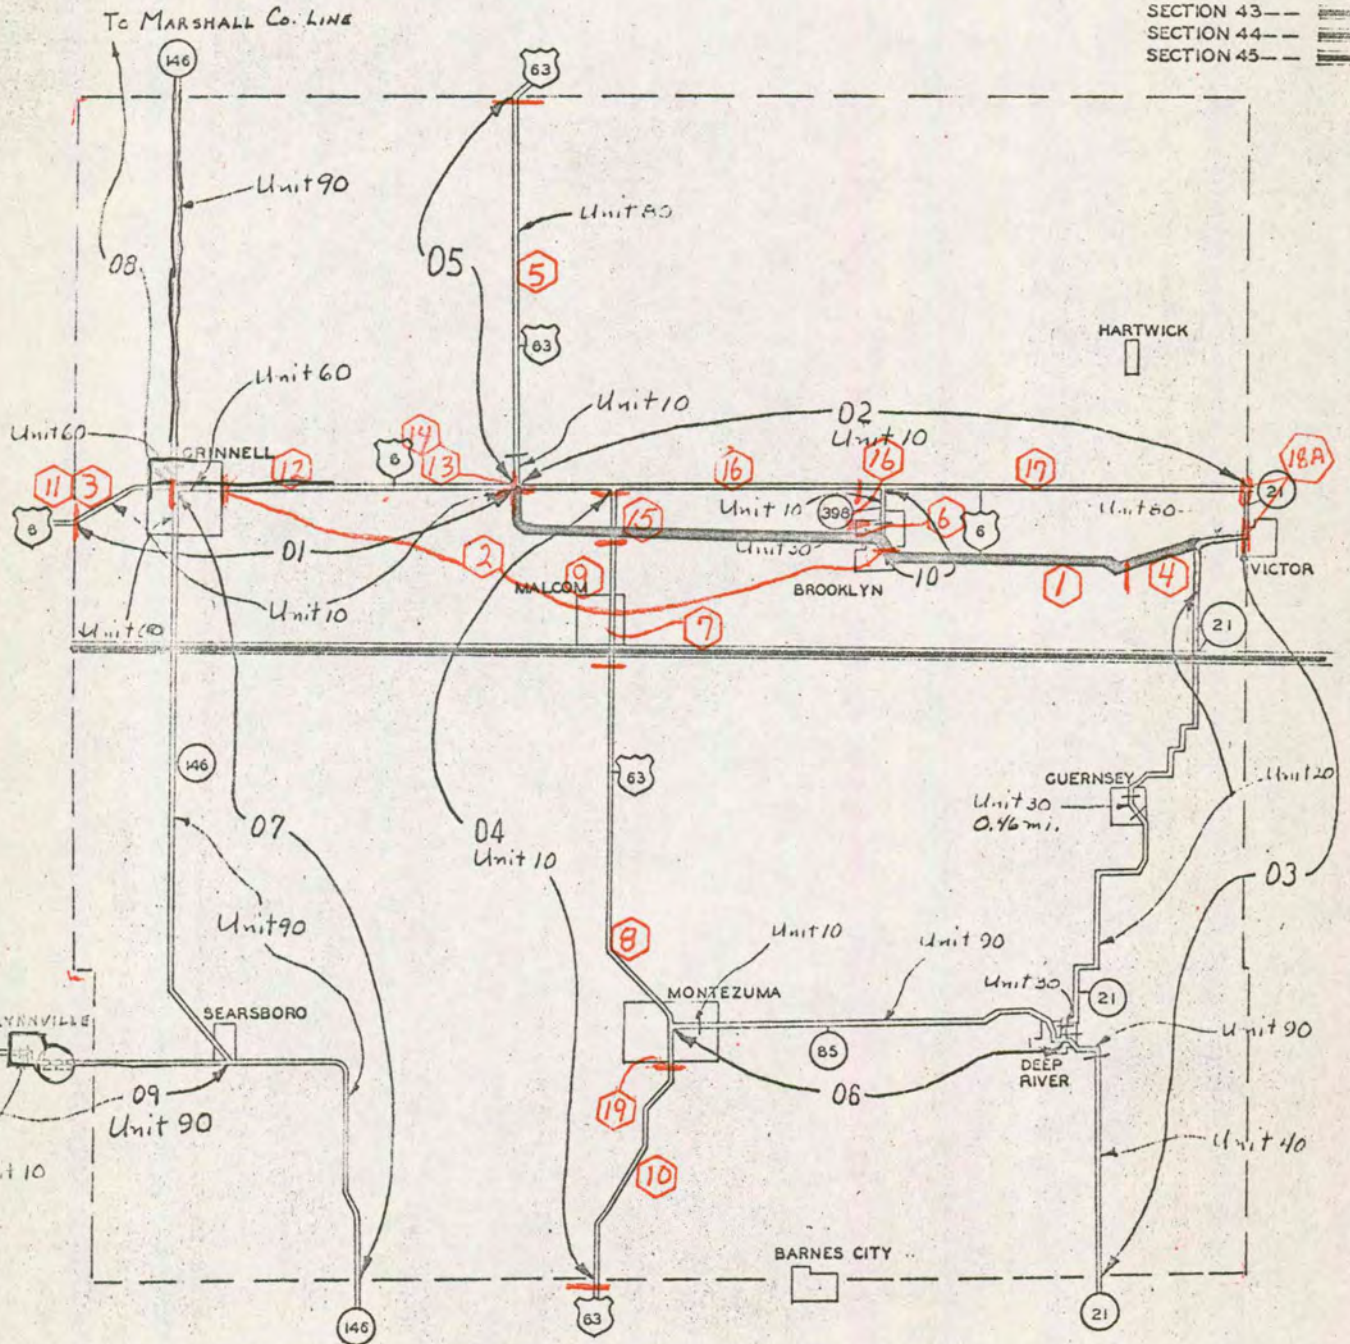 To MARSHALL Co. LINE
SECTION 43
SECTION 44
SECTION 45
146
63
Unit 90
Unit 80
08
05
5
63
HARTWICK
Unit 60
Unit 10
02
Unit 10
Unit 60
GRINNELL
14
13
6
12
16
16
17
18A
21
11
3
6
Unit 10
398
15
6
6
Unit 80
01
2
Unit 30
10
9
MALCOM
BROOKLYN
1
4
VICTOR
Unit 10
7
21
146
63
GUERNSEY
Unit 20
Unit 30
0.46 mi.
07
04
Unit 10
03
Unit 90
8
Unit 10
Unit 90
MONTEZUMA
Unit 30
21
SEARSBORO
Unit 90
85
DEEP
RIVER
09
Unit 90
19
06
Unit 40
10
BARNES CITY
63
146
21